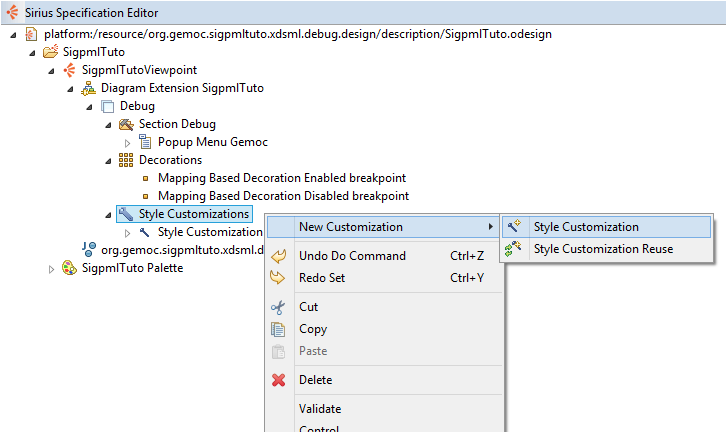 Sirius Specification Editor
platform:/resource/org.gemoc.sigpmltuto.xdsml.debug.design/description/SigpmlTuto.odesign
SigpmlTuto
SigpmlTutoViewpoint
Diagram Extension SigpmlTuto
Debug
Section Debug
Popup Menu Gemoc
Decorations
Mapping Based Decoration Enabled breakpoint
Mapping Based Decoration Disabled breakpoint
Style Customizations
Style Customization
org.gemoc.sigpmltuto.xdsml.d
SigpmlTuto Palette
New Customization
Style Customization
Style Customization Reuse
Undo Do Command Ctrl+Z
Redo Set Ctrl+Y
Cut
Copy
Paste
Delete
Validate
Control